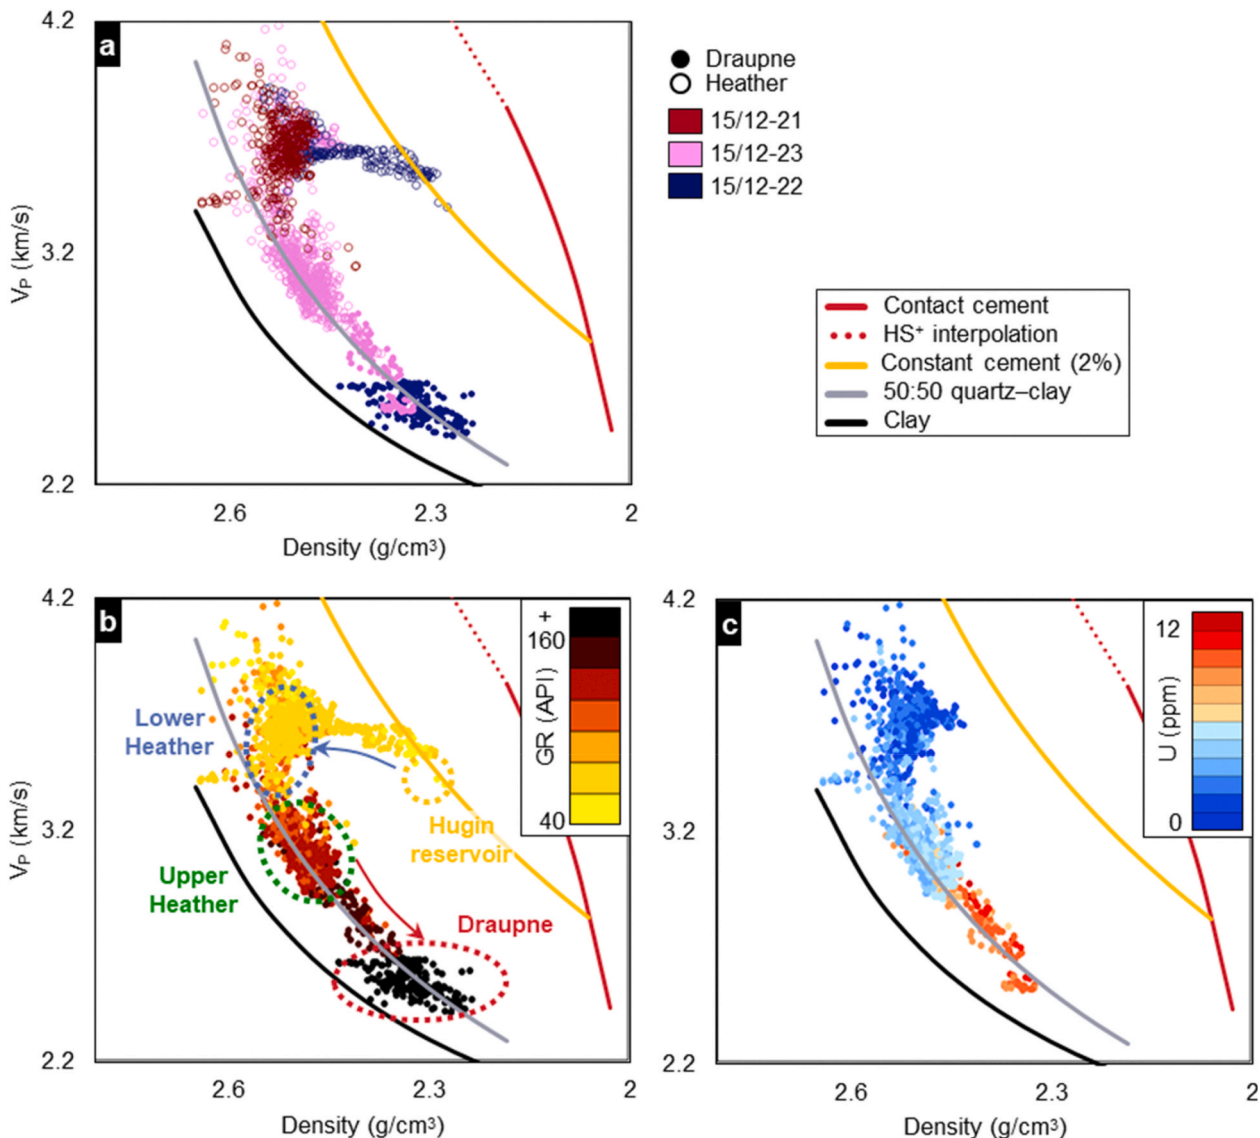 4.2
a
3.2
2.2
V_P (km/s)
2.6
2.3
2
Density (g/cm³)
Draupne
Heather
15/12-21
15/12-23
15/12-22
Contact cement
HS⁺ interpolation
Constant cement (2%)
50:50 quartz–clay
Clay
4.2
b
3.2
2.2
V_P (km/s)
+
160
GR (API)
40
Lower
Heather
Hugin
reservoir
Upper
Heather
Draupne
2.6
2.3
2
Density (g/cm³)
4.2
c
3.2
2.2
12
U (ppm)
0
2.6
2.3
2
Density (g/cm³)